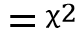 = χ2